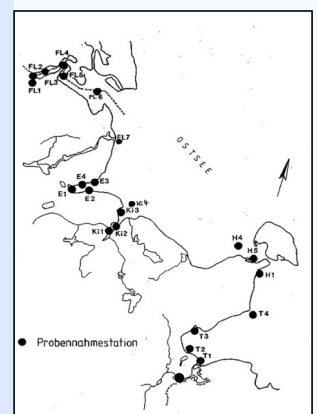 FL4
FL2
FL5
FL3
FL1
FL6
FL7
OSTSEE
E4
E3
E1
E2
Ki3
Ki1
Ki2
H4
H5
H1
T4
T3
T2
T1
Probennahmestation